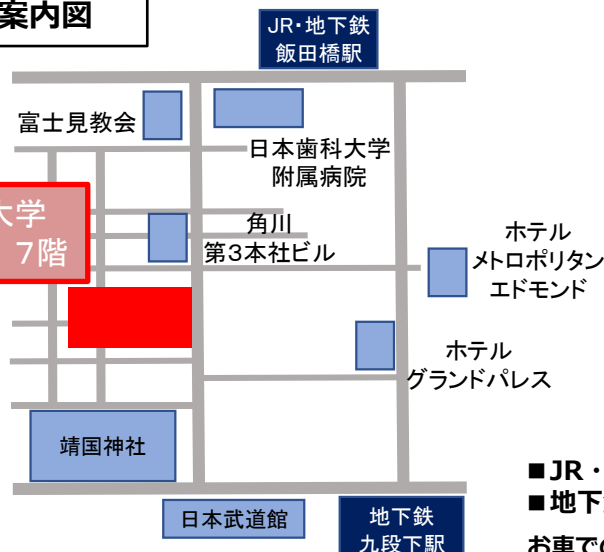 案内図
JR・地下鉄
飯田橋駅
富士見教会
日本歯科大学
附属病院
大学
7階
角川
第3本社ビル
ホテル
メトロポリタン
エドモンド
ホテル
グランドパレス
靖国神社
日本武道館
地下鉄
九段下駅
■JR・
■地下
お車での